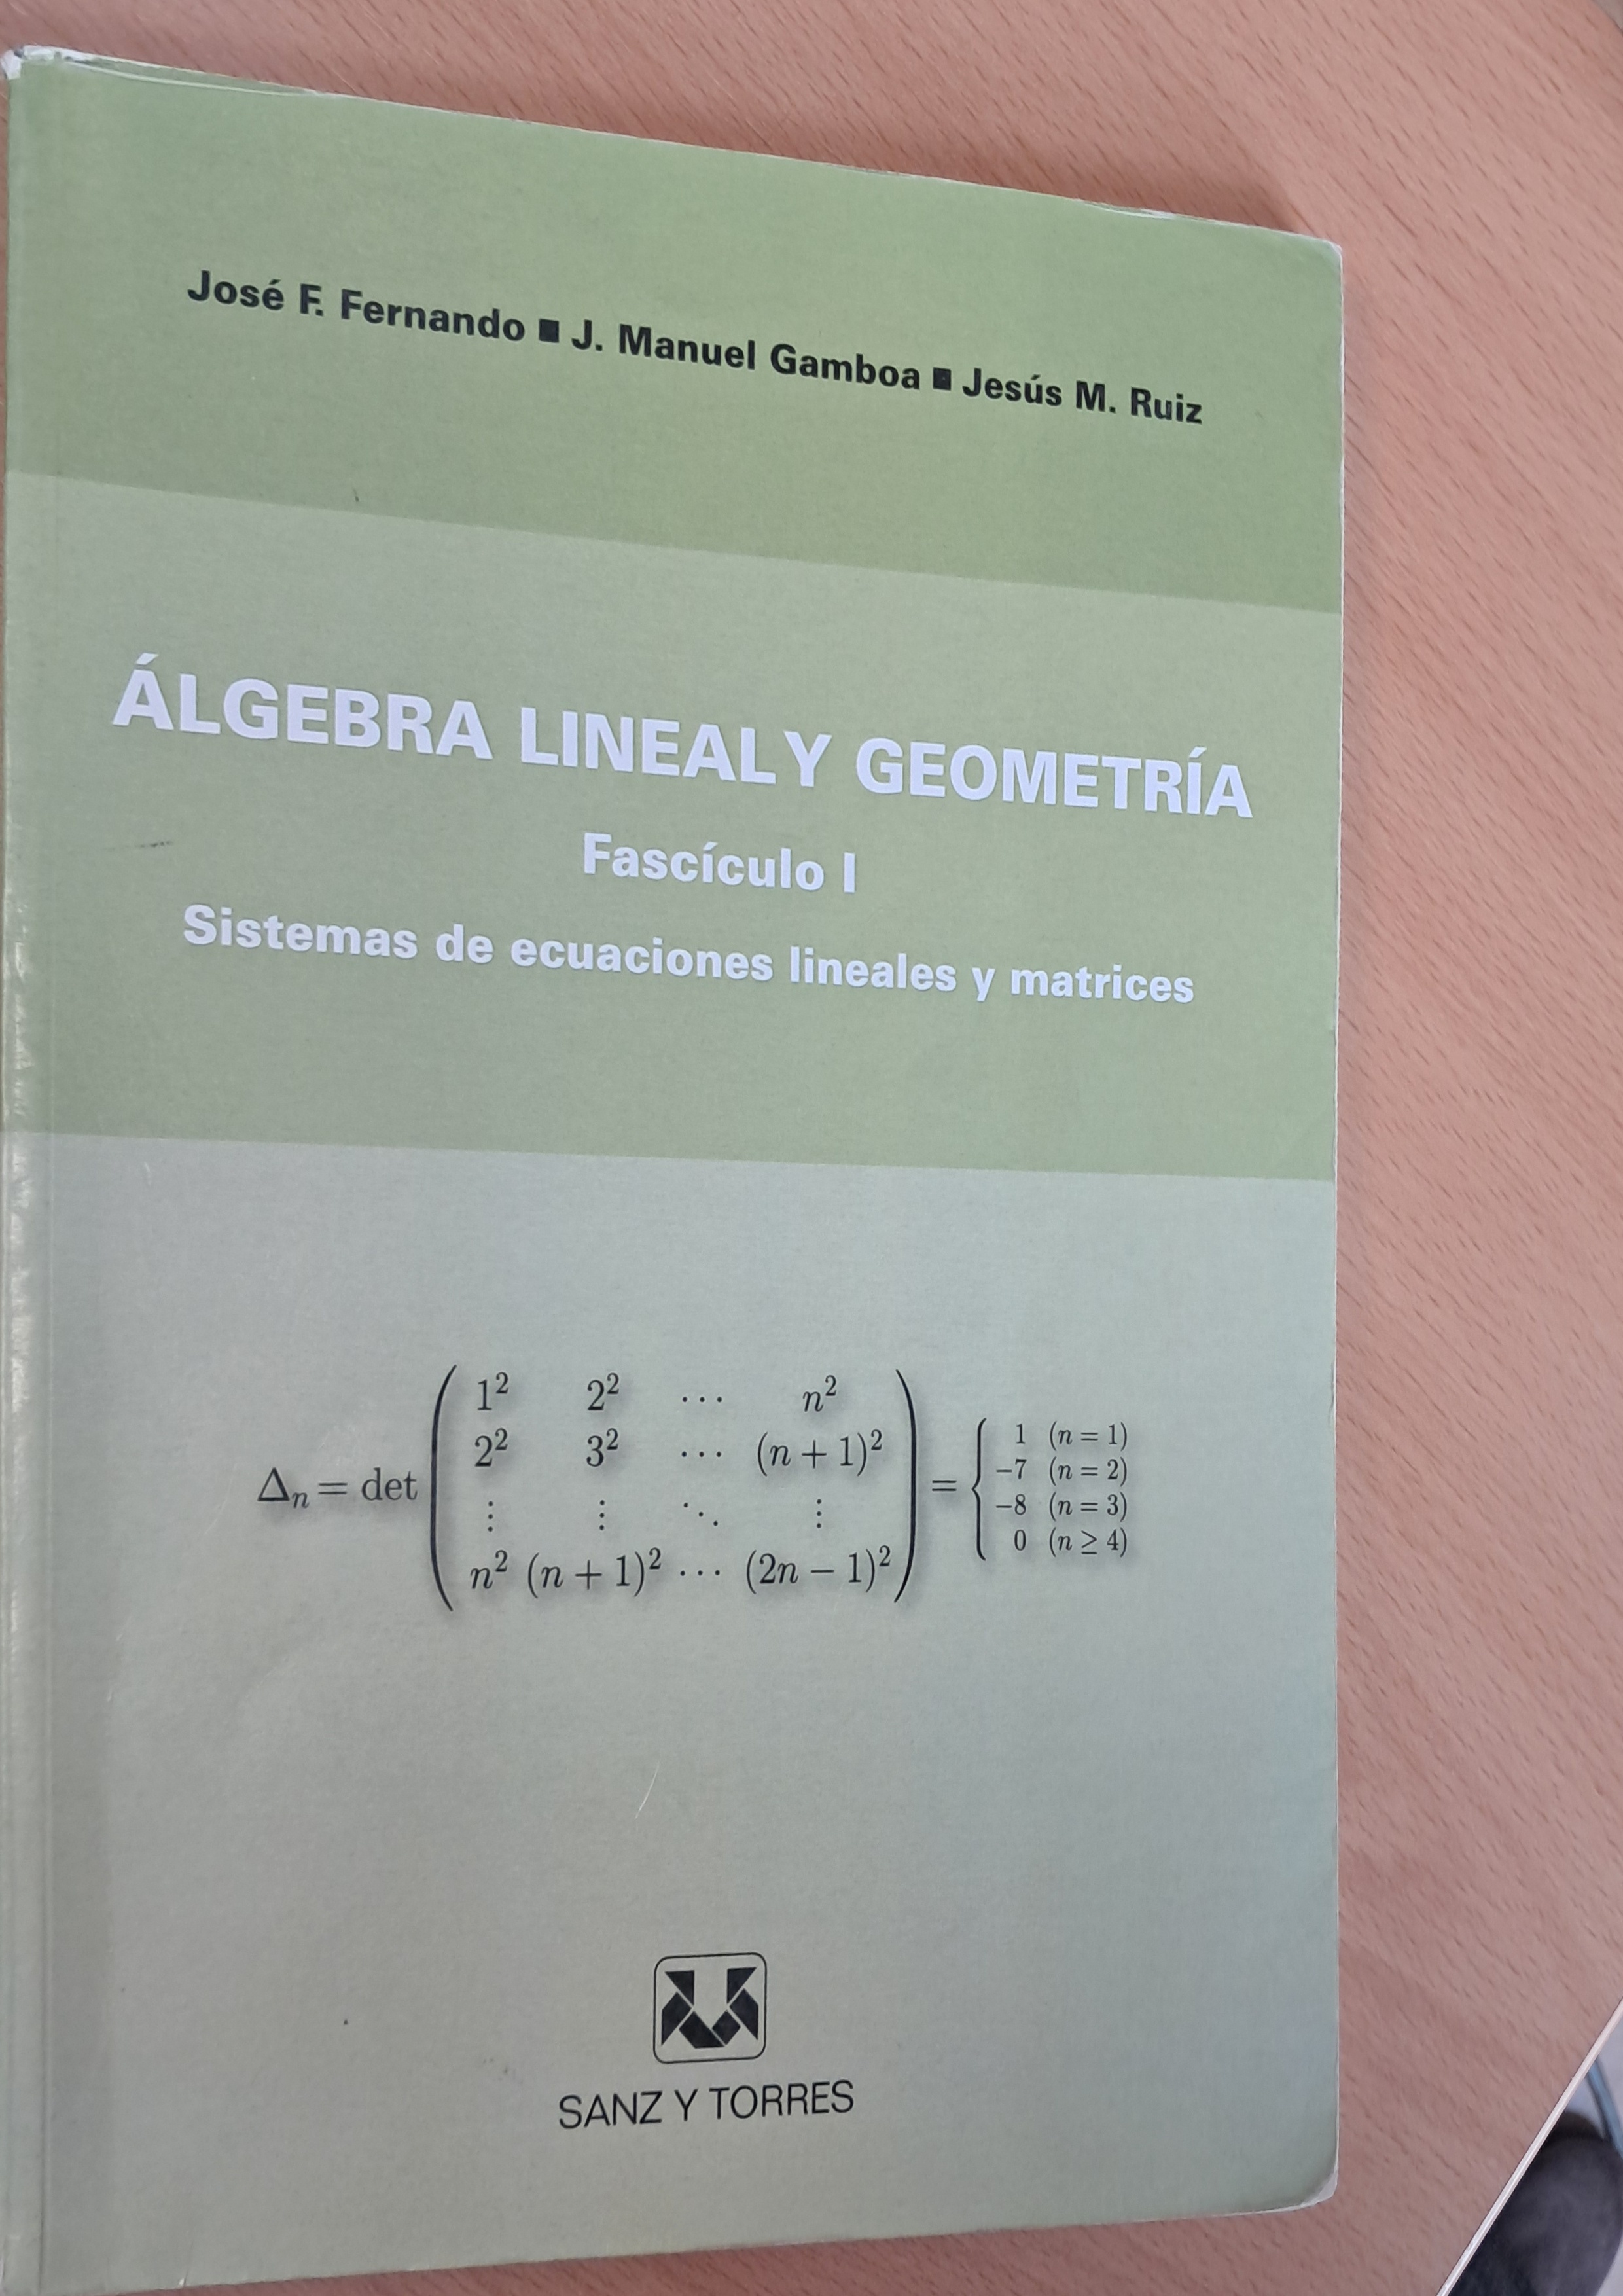 José F. Fernando ■ J. Manuel Gamboa ■ Jesús M. Ruiz
ÁLGEBRA LINEAL Y GEOMETRÍA
Fascículo I
Sistemas de ecuaciones lineales y matrices
1² 2² ⋯ n²
2² 3² ⋯ (n + 1)²
Δₙ = det ⋮ ⋮ ⋱ ⋮ =
n² (n + 1)² ⋯ (2n − 1)²
1 (n = 1)
−7 (n = 2)
−8 (n = 3)
0 (n ≥ 4)
SANZ Y TORRES